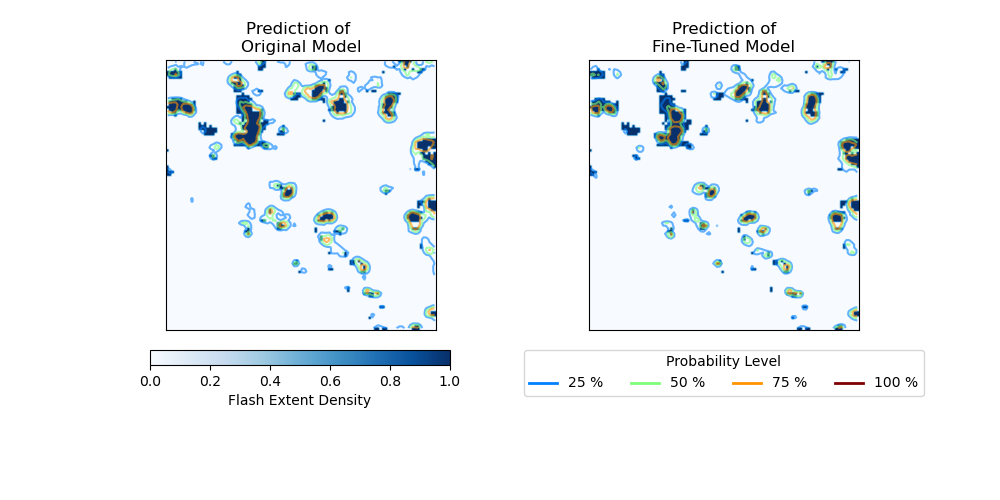 Prediction of
Original Model
Prediction of
Fine-Tuned Model
0.0 0.2 0.4 0.6 0.8 1.0
Flash Extent Density
Probability Level
25 % 50 % 75 % 100 %